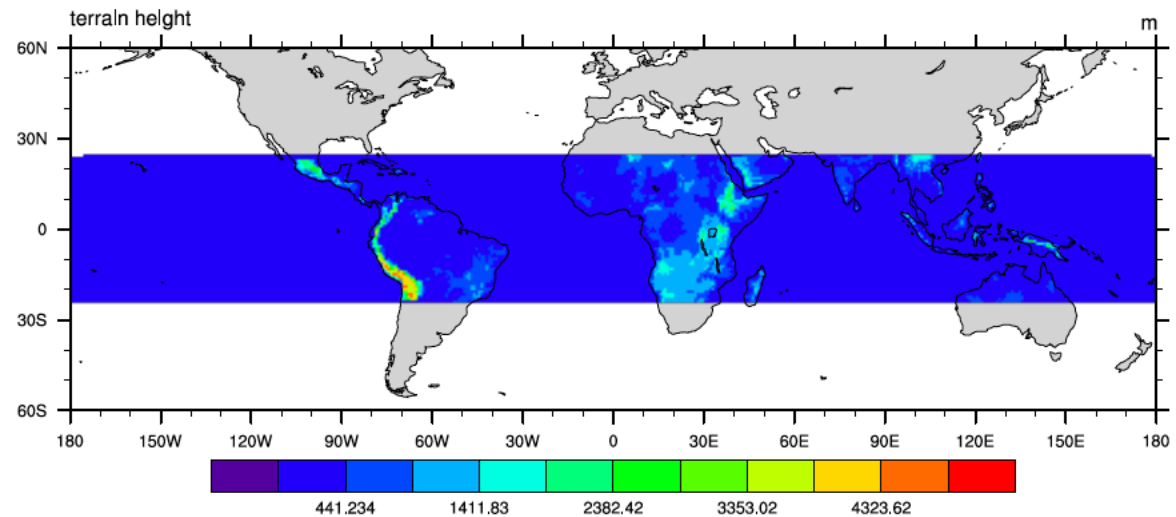 terrain height m
60N
30N
0
30S
60S
180 150W 120W 90W 60W 30W 0 30E 60E 90E 120E 150E 180
441.234 1411.83 2382.42 3353.02 4323.62